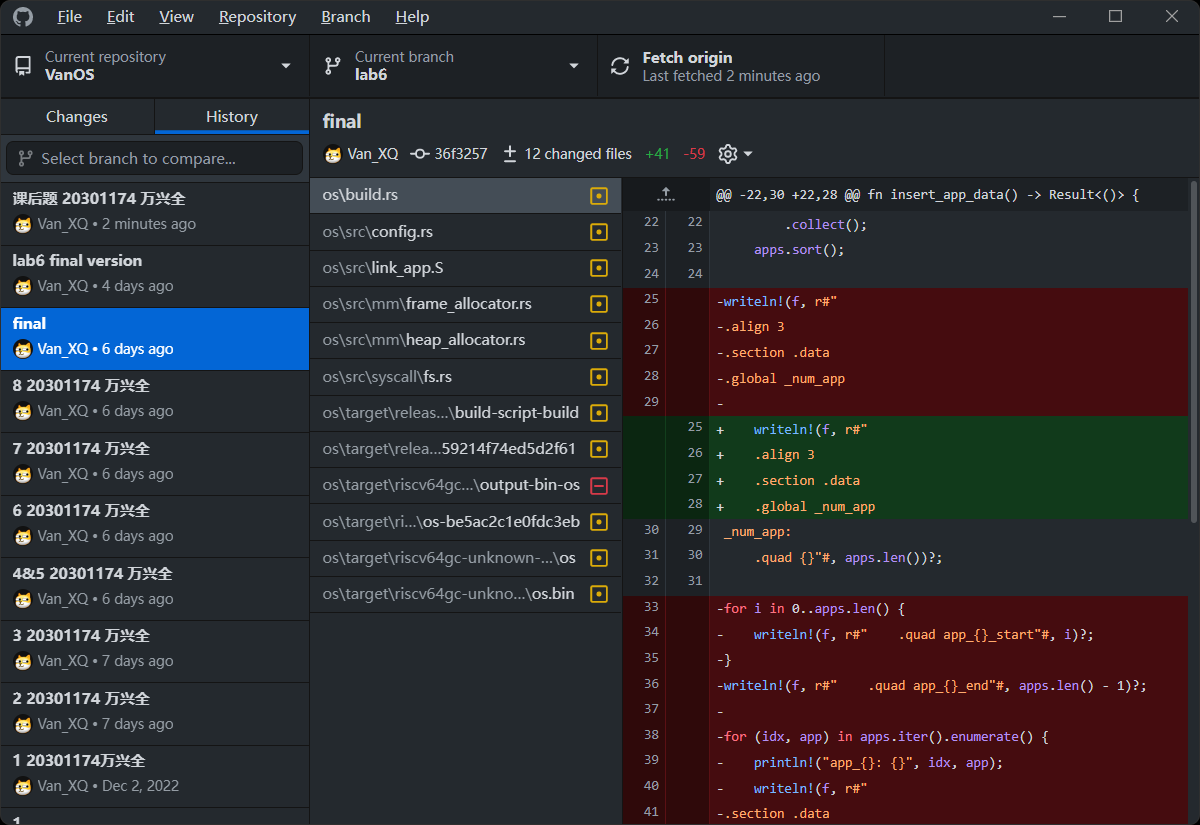 File Edit View Repository Branch Help
Current repository
VanOS
Current branch
lab6
Fetch origin
Last fetched 2 minutes ago
Changes
History
Select branch to compare...
课后题 20301174 万兴全
Van_XQ • 2 minutes ago
lab6 final version
Van_XQ • 4 days ago
final
Van_XQ • 6 days ago
8 20301174 万兴全
Van_XQ • 6 days ago
7 20301174 万兴全
Van_XQ • 6 days ago
6 20301174 万兴全
Van_XQ • 6 days ago
4&5 20301174 万兴全
Van_XQ • 6 days ago
3 20301174 万兴全
Van_XQ • 7 days ago
2 20301174 万兴全
Van_XQ • 7 days ago
1 20301174万兴全
Van_XQ • Dec 2, 2022
final
Van_XQ 36f3257 12 changed files +41 -59
os\build.rs
os\src\config.rs
os\src\link_app.S
os\src\mm\frame_allocator.rs
os\src\mm\heap_allocator.rs
os\src\syscall\fs.rs
os\target\releas...\build-script-build
os\target\relea...59214f74ed5d2f61
os\target\riscv64gc...\output-bin-os
os\target\ri...\os-be5ac2c1e0fdc3eb
os\target\riscv64gc-unknown-...\os
os\target\riscv64gc-unkno...\os.bin
@@ -22,30 +22,28 @@ fn insert_app_data() -> Result<()> {
22 22 .collect();
23 23 apps.sort();
24 24
25 -writeln!(f, r#"
26 -.align 3
27 -.section .data
28 -.global _num_app
29 -
25 + writeln!(f, r#"
26 + .align 3
27 + .section .data
28 + .global _num_app
30 29 _num_app:
31 30 .quad {}"#, apps.len())?;
32 31
33 -for i in 0..apps.len() {
34 - writeln!(f, r#" .quad app_{}_start"#, i)?;
35 -}
36 -writeln!(f, r#" .quad app_{}_end"#, apps.len() - 1)?;
37 -
38 -for (idx, app) in apps.iter().enumerate() {
39 - println!("app_{}: {}", idx, app);
40 - writeln!(f, r#"
41 -.section .data